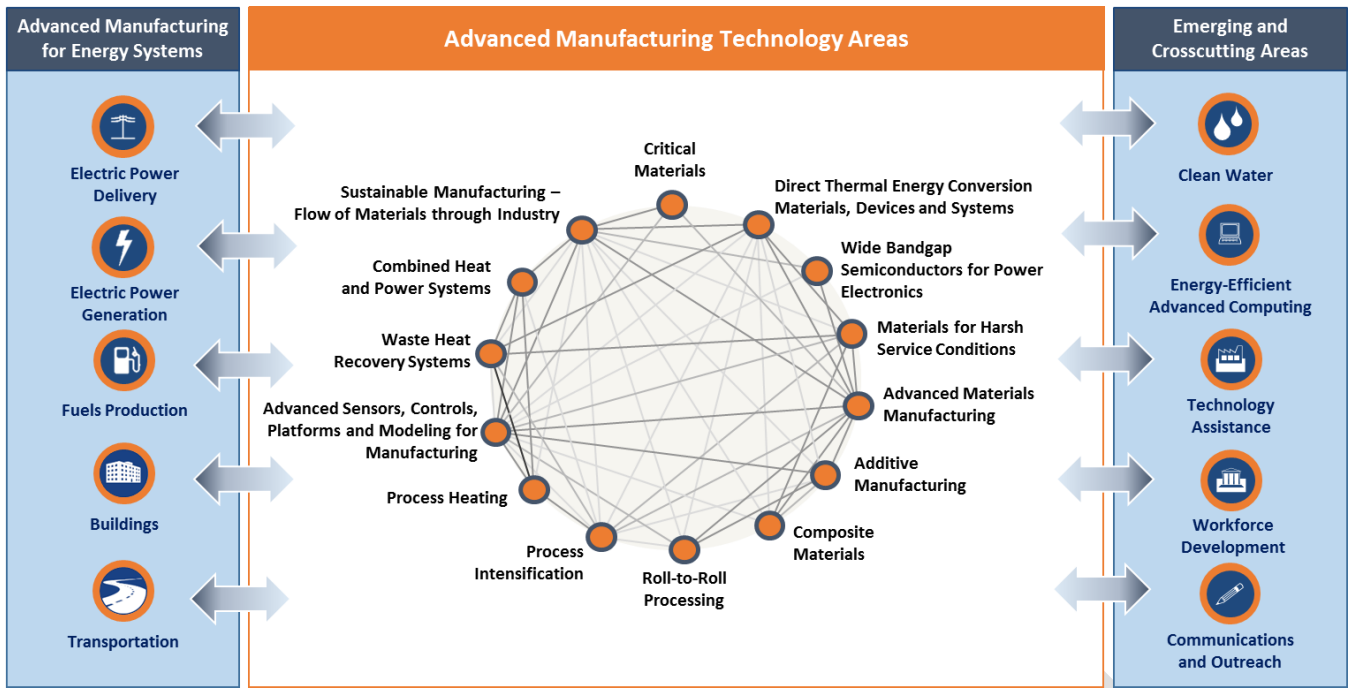 Advanced Manufacturing
for Energy Systems
Electric Power
Delivery
Electric Power
Generation
Fuels Production
Buildings
Transportation
Advanced Manufacturing Technology Areas
Critical
Materials
Direct Thermal Energy Conversion
Materials, Devices and Systems
Wide Bandgap
Semiconductors for Power
Electronics
Materials for Harsh
Service Conditions
Advanced Materials
Manufacturing
Additive
Manufacturing
Composite
Materials
Roll-to-Roll
Processing
Process
Intensification
Process Heating
Advanced Sensors, Controls,
Platforms and Modeling for
Manufacturing
Waste Heat
Recovery Systems
Combined Heat
and Power Systems
Sustainable Manufacturing –
Flow of Materials through Industry
Emerging and
Crosscutting Areas
Clean Water
Energy-Efficient
Advanced Computing
Technology
Assistance
Workforce
Development
Communications
and Outreach